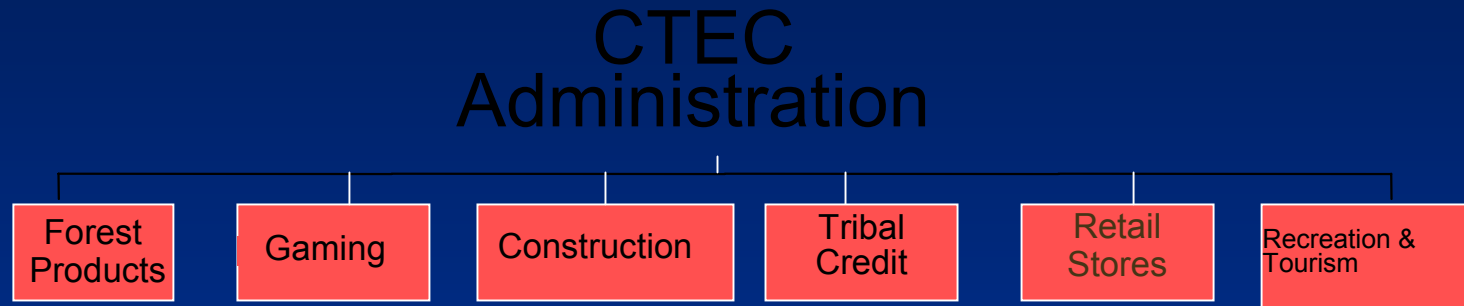 CTEC
Administration
Forest
Products
Gaming
Construction
Tribal
Credit
Retail
Stores
Recreation &
Tourism